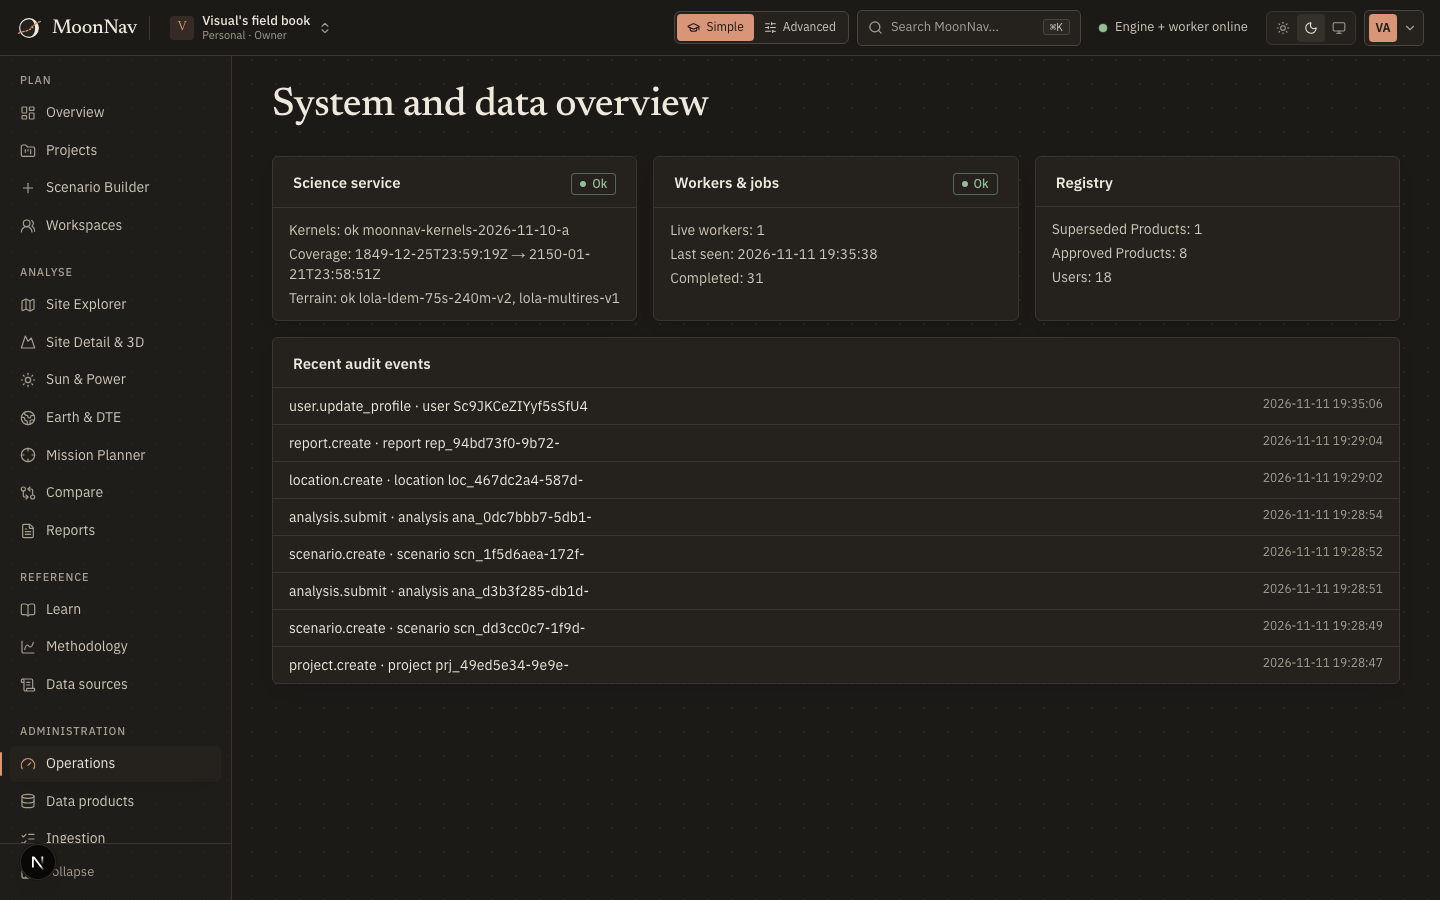 MoonNav
V
Visual's field book
Personal · Owner
Simple
Advanced
Search MoonNav...
⌘K
Engine + worker online
VA
PLAN
Overview
Projects
Scenario Builder
Workspaces
ANALYSE
Site Explorer
Site Detail & 3D
Sun & Power
Earth & DTE
Mission Planner
Compare
Reports
REFERENCE
Learn
Methodology
Data sources
ADMINISTRATION
Operations
Data products
Ingestion
N
ollapse
System and data overview
Science service
Ok
Kernels: ok moonnav-kernels-2026-11-10-a
Coverage: 1849-12-25T23:59:19Z → 2150-01-
21T23:58:51Z
Terrain: ok lola-ldem-75s-240m-v2, lola-multires-v1
Workers & jobs
Ok
Live workers: 1
Last seen: 2026-11-11 19:35:38
Completed: 31
Registry
Superseded Products: 1
Approved Products: 8
Users: 18
Recent audit events
user.update_profile · user Sc9JKCeZIYyf5sSfU4 2026-11-11 19:35:06
report.create · report rep_94bd73f0-9b72- 2026-11-11 19:29:04
location.create · location loc_467dc2a4-587d- 2026-11-11 19:29:02
analysis.submit · analysis ana_0dc7bbb7-5db1- 2026-11-11 19:28:54
scenario.create · scenario scn_1f5d6aea-172f- 2026-11-11 19:28:52
analysis.submit · analysis ana_d3b3f285-db1d- 2026-11-11 19:28:51
scenario.create · scenario scn_dd3cc0c7-1f9d- 2026-11-11 19:28:49
project.create · project prj_49ed5e34-9e9e- 2026-11-11 19:28:47